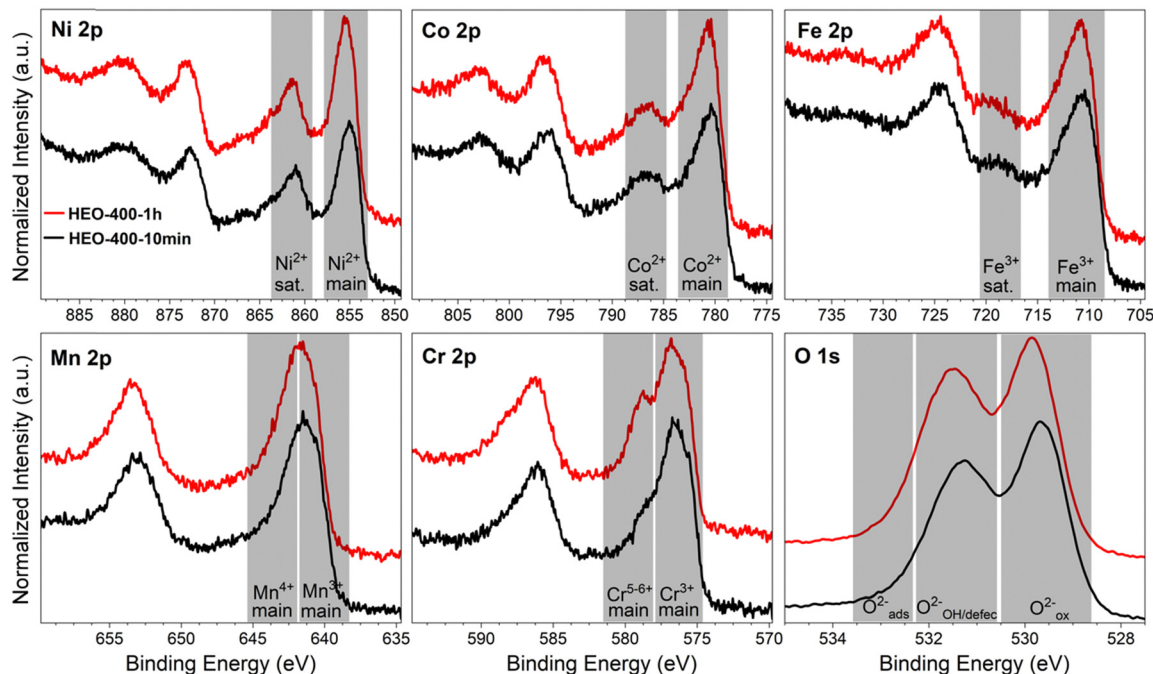 Normalized Intensity (a.u.)
Ni 2p
HEO-400-1h
HEO-400-10min
Ni²⁺
sat.
Ni²⁺
main
885 880 875 870 865 860 855 850
Co 2p
Co²⁺
sat.
Co²⁺
main
805 800 795 790 785 780 775
Fe 2p
Fe³⁺
sat.
Fe³⁺
main
735 730 725 720 715 710 705
Normalized Intensity (a.u.)
Mn 2p
Mn⁴⁺
main
Mn³⁺
main
655 650 645 640 635
Binding Energy (eV)
Cr 2p
Cr⁵⁻⁶⁺
main
Cr³⁺
main
590 585 580 575 570
Binding Energy (eV)
O 1s
O²⁻ads
O²⁻OH/defec
O²⁻ox
534 532 530 528
Binding Energy (eV)